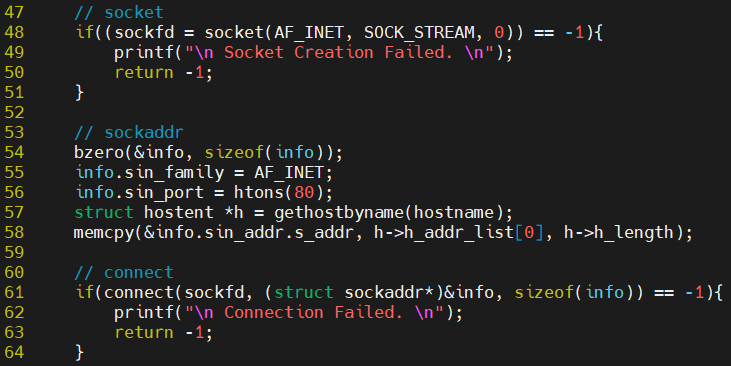 47     // socket
48     if((sockfd = socket(AF_INET, SOCK_STREAM, 0)) == -1){
49         printf("\n Socket Creation Failed. \n");
50         return -1;
51     }
52
53     // sockaddr
54     bzero(&info, sizeof(info));
55     info.sin_family = AF_INET;
56     info.sin_port = htons(80);
57     struct hostent *h = gethostbyname(hostname);
58     memcpy(&info.sin_addr.s_addr, h->h_addr_list[0], h->h_length);
59
60     // connect
61     if(connect(sockfd, (struct sockaddr*)&info, sizeof(info)) == -1){
62         printf("\n Connection Failed. \n");
63         return -1;
64     }